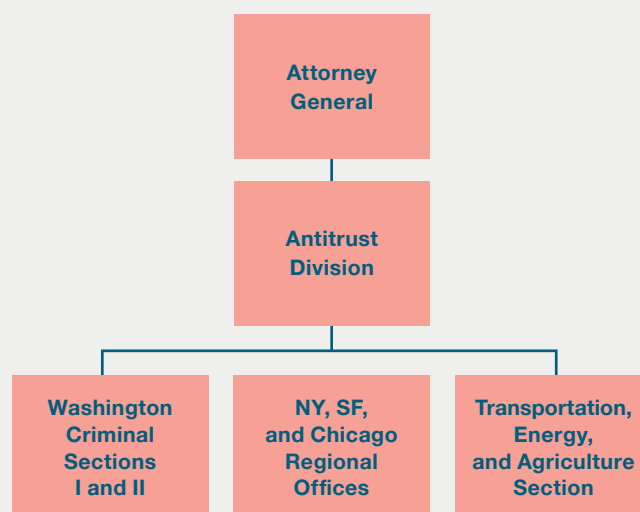 Attorney
General
Antitrust
Division
Washington
Criminal
Sections
I and II
NY, SF,
and Chicago
Regional
Offices
Transportation,
Energy,
and Agriculture
Section